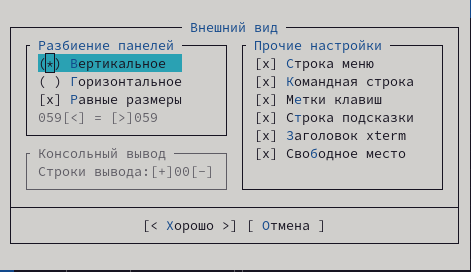 Внешний вид
Разбиение панелей
(*) Вертикальное
( ) Горизонтальное
[x] Равные размеры
059[<] = [>]059
Консольный вывод
Строки вывода:[+]00[-]
Прочие настройки
[x] Строка меню
[x] Командная строка
[x] Метки клавиш
[x] Строка подсказки
[x] Заголовок xterm
[x] Свободное место
[< Хорошо >] [ Отмена ]